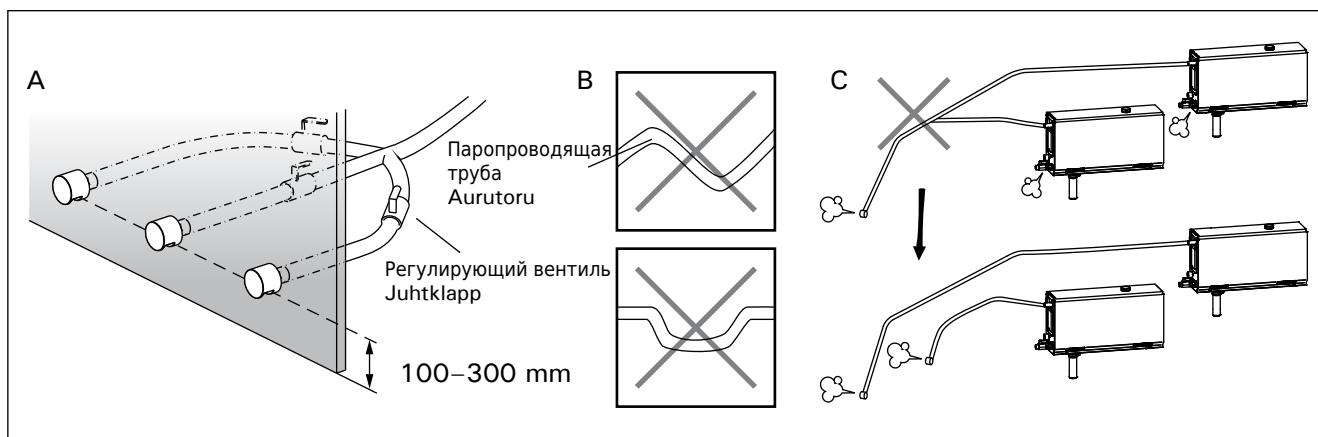 A
B
C
Паропроводящая
труба
Aurutoru
Регулирующий вентиль
Juhtklapp
100–300 mm